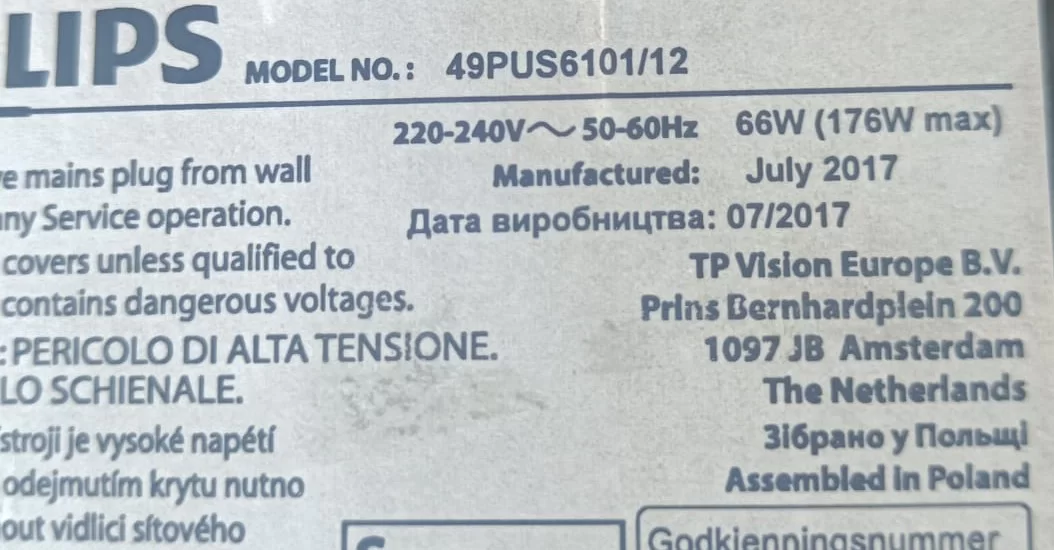 LIPS MODEL NO.: 49PUS6101/12
220-240V~ 50-60Hz 66W (176W max)
e mains plug from wall Manufactured: July 2017
ny Service operation. Дата виробництва: 07/2017
covers unless qualified to TP Vision Europe B.V.
contains dangerous voltages. Prins Bernhardplein 200
: PERICOLO DI ALTA TENSIONE. 1097 JB Amsterdam
LO SCHIENALE. The Netherlands
stroji je vysoké napétí Зібрано у Польщі
odejmutím krytu nutno Assembled in Poland
out vidlici sítového Godkjenningsnummer